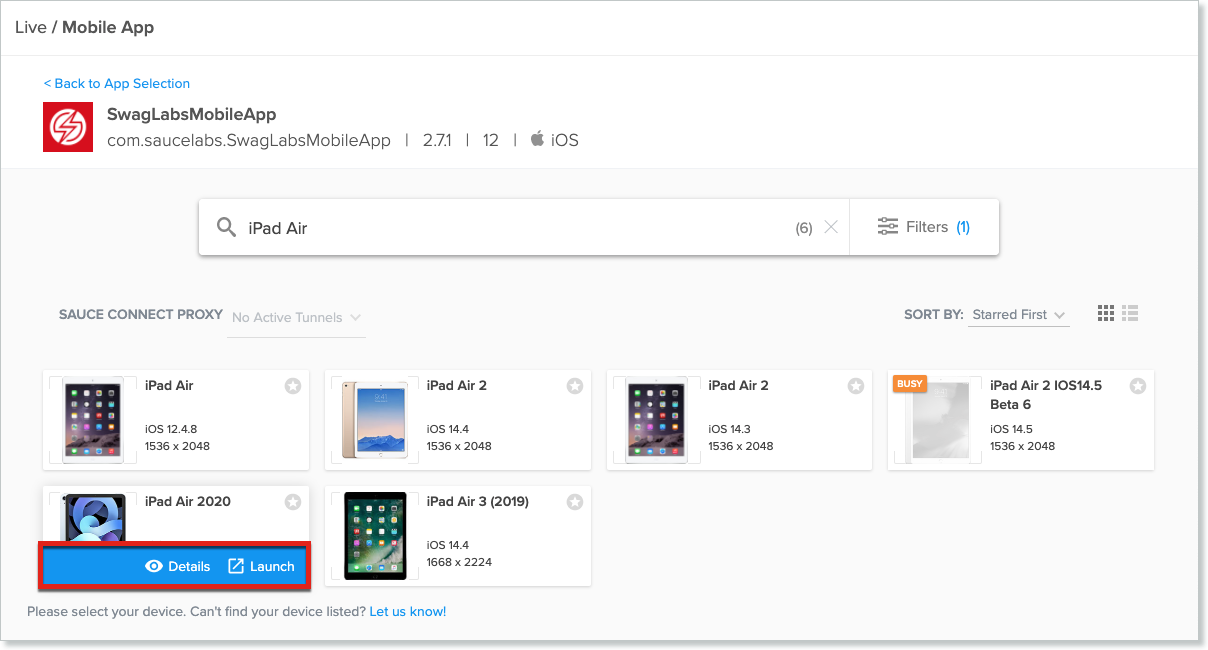 Live / Mobile App
< Back to App Selection
SwagLabsMobileApp
com.saucelabs.SwagLabsMobileApp | 2.7.1 | 12 | iOS
iPad Air (6) Filters (1)
SAUCE CONNECT PROXY No Active Tunnels SORT BY: Starred First
iPad Air
iOS 12.4.8
1536 x 2048
iPad Air 2
iOS 14.4
1536 x 2048
iPad Air 2
iOS 14.3
1536 x 2048
BUSY
iPad Air 2 IOS14.5
Beta 6
iOS 14.5
1536 x 2048
iPad Air 2020
Details Launch
iPad Air 3 (2019)
iOS 14.4
1668 x 2224
Please select your device. Can't find your device listed? Let us know!